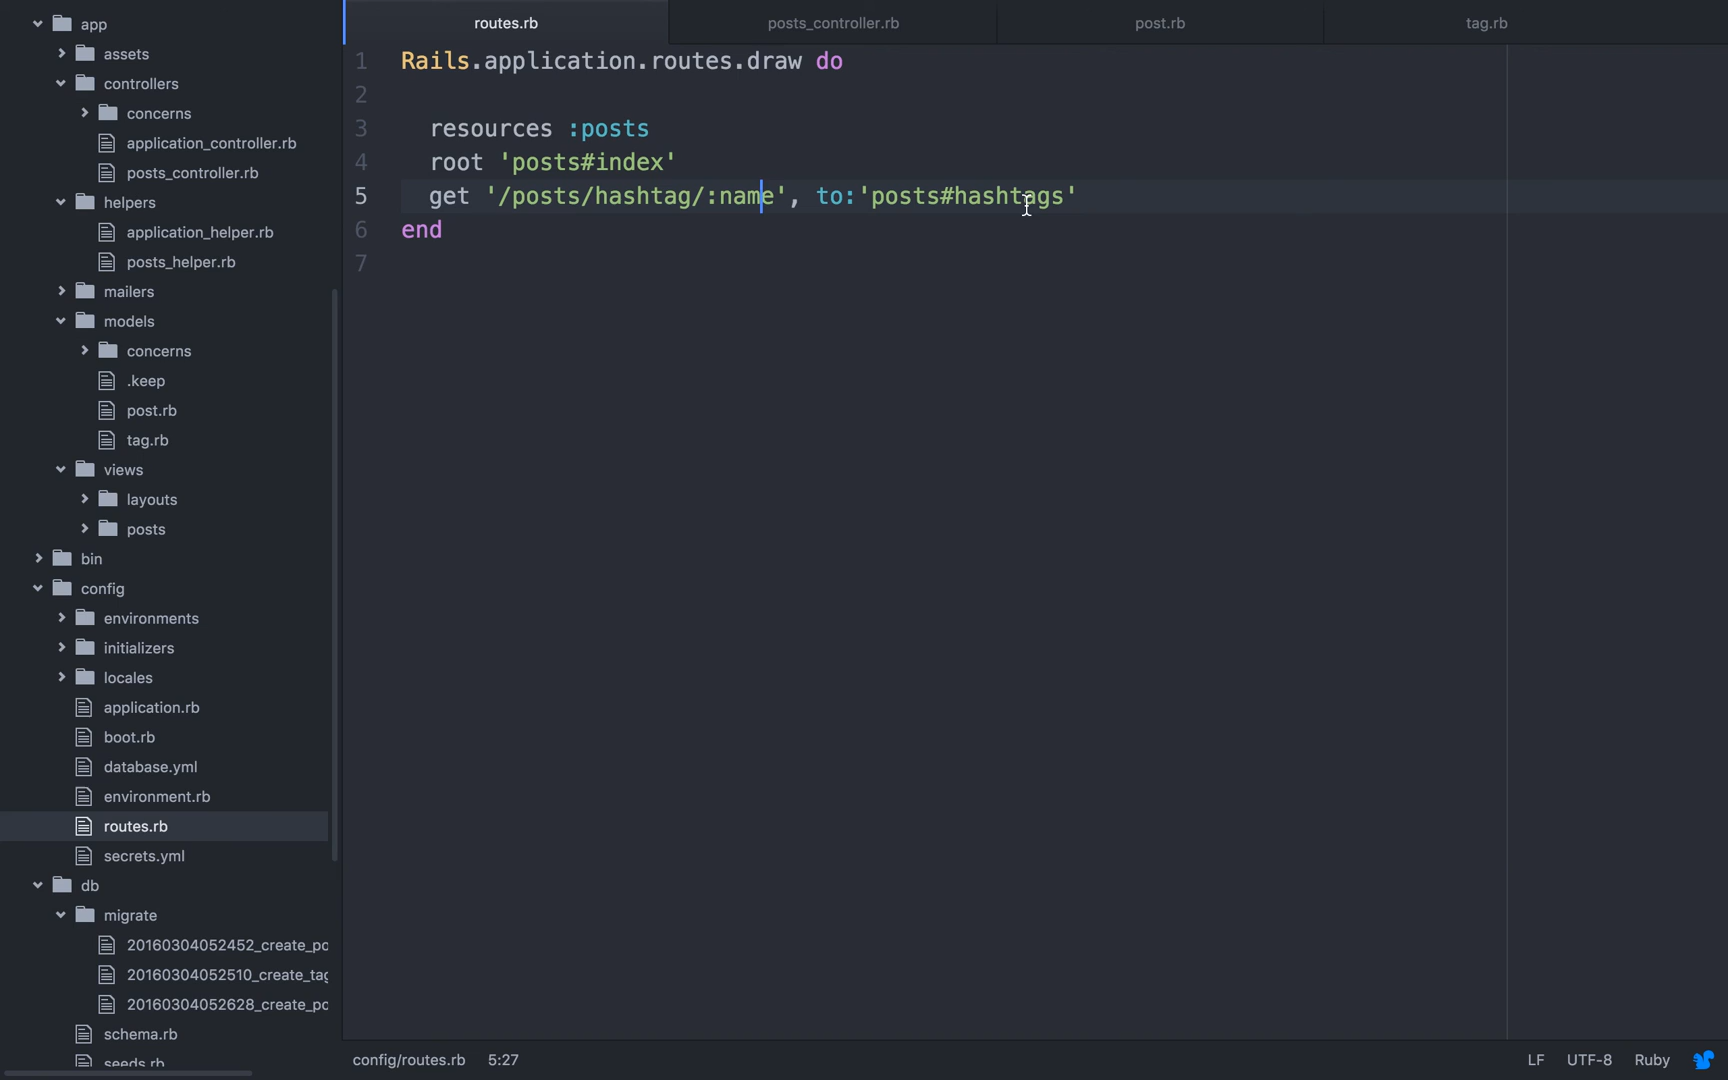 app
assets
controllers
concerns
application_controller.rb
posts_controller.rb
helpers
application_helper.rb
posts_helper.rb
mailers
models
concerns
.keep
post.rb
tag.rb
views
layouts
posts
bin
config
environments
initializers
locales
application.rb
boot.rb
database.yml
environment.rb
routes.rb
secrets.yml
db
migrate
20160304052452_create_po
20160304052510_create_tag
20160304052628_create_po
schema.rb
seeds.rb
routes.rb
posts_controller.rb
post.rb
tag.rb
1 Rails.application.routes.draw do
2
3 resources :posts
4 root 'posts#index'
5 get '/posts/hashtag/:name', to:'posts#hashtags'
6 end
7
config/routes.rb 5:27
LF UTF-8 Ruby